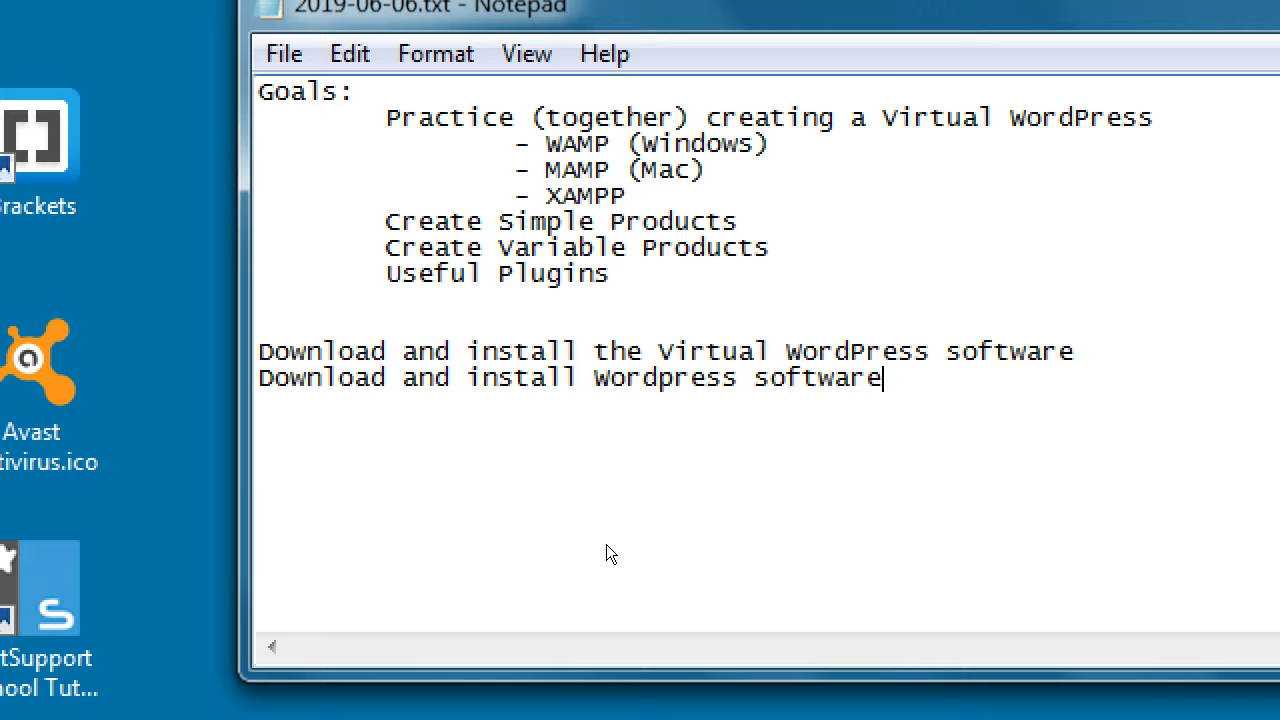 2019-06-06.txt - Notepad
File Edit Format View Help
Goals:
Practice (together) creating a Virtual WordPress
- WAMP (Windows)
- MAMP (Mac)
- XAMPP
Create Simple Products
Create Variable Products
Useful Plugins
Download and install the Virtual WordPress software
Download and install Wordpress software
Brackets
Avast
tivirus.ico
tSupport
ool Tut...